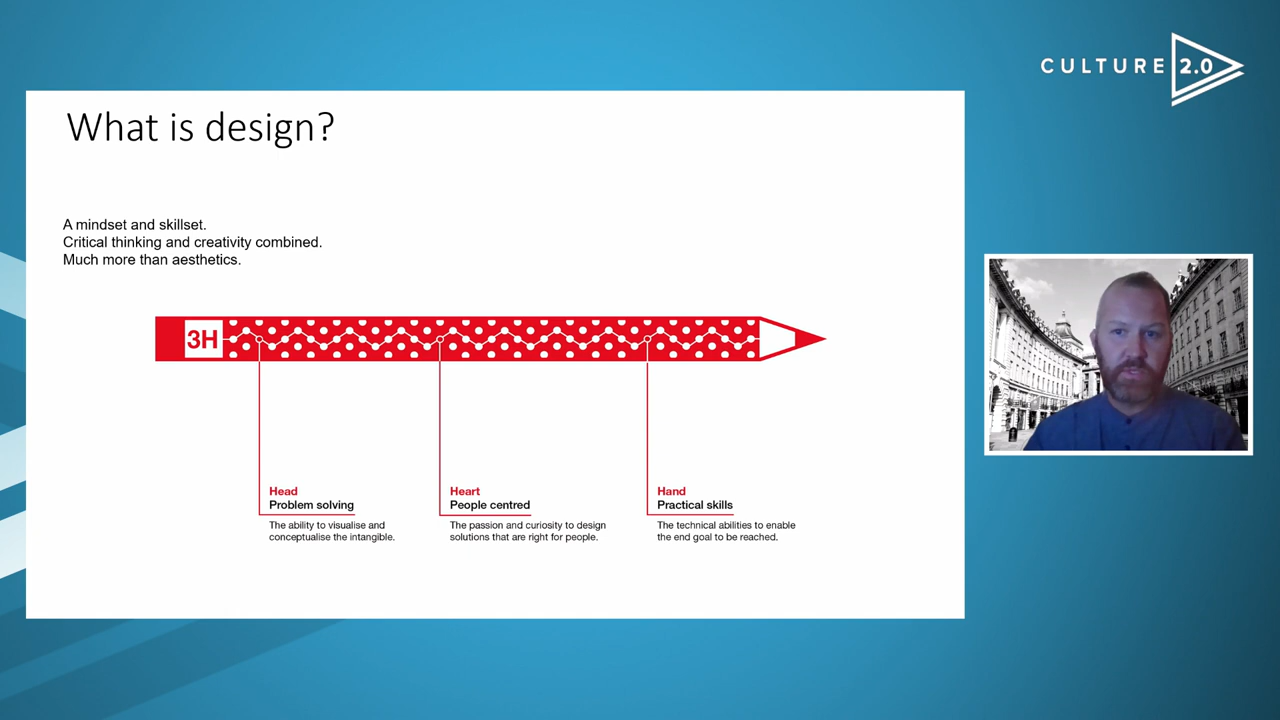 CULTURE 2.0
What is design?
A mindset and skillset.
Critical thinking and creativity combined.
Much more than aesthetics.
3H
Head
Problem solving
The ability to visualise and
conceptualise the intangible.
Heart
People centred
The passion and curiosity to design
solutions that are right for people.
Hand
Practical skills
The technical abilities to enable
the end goal to be reached.